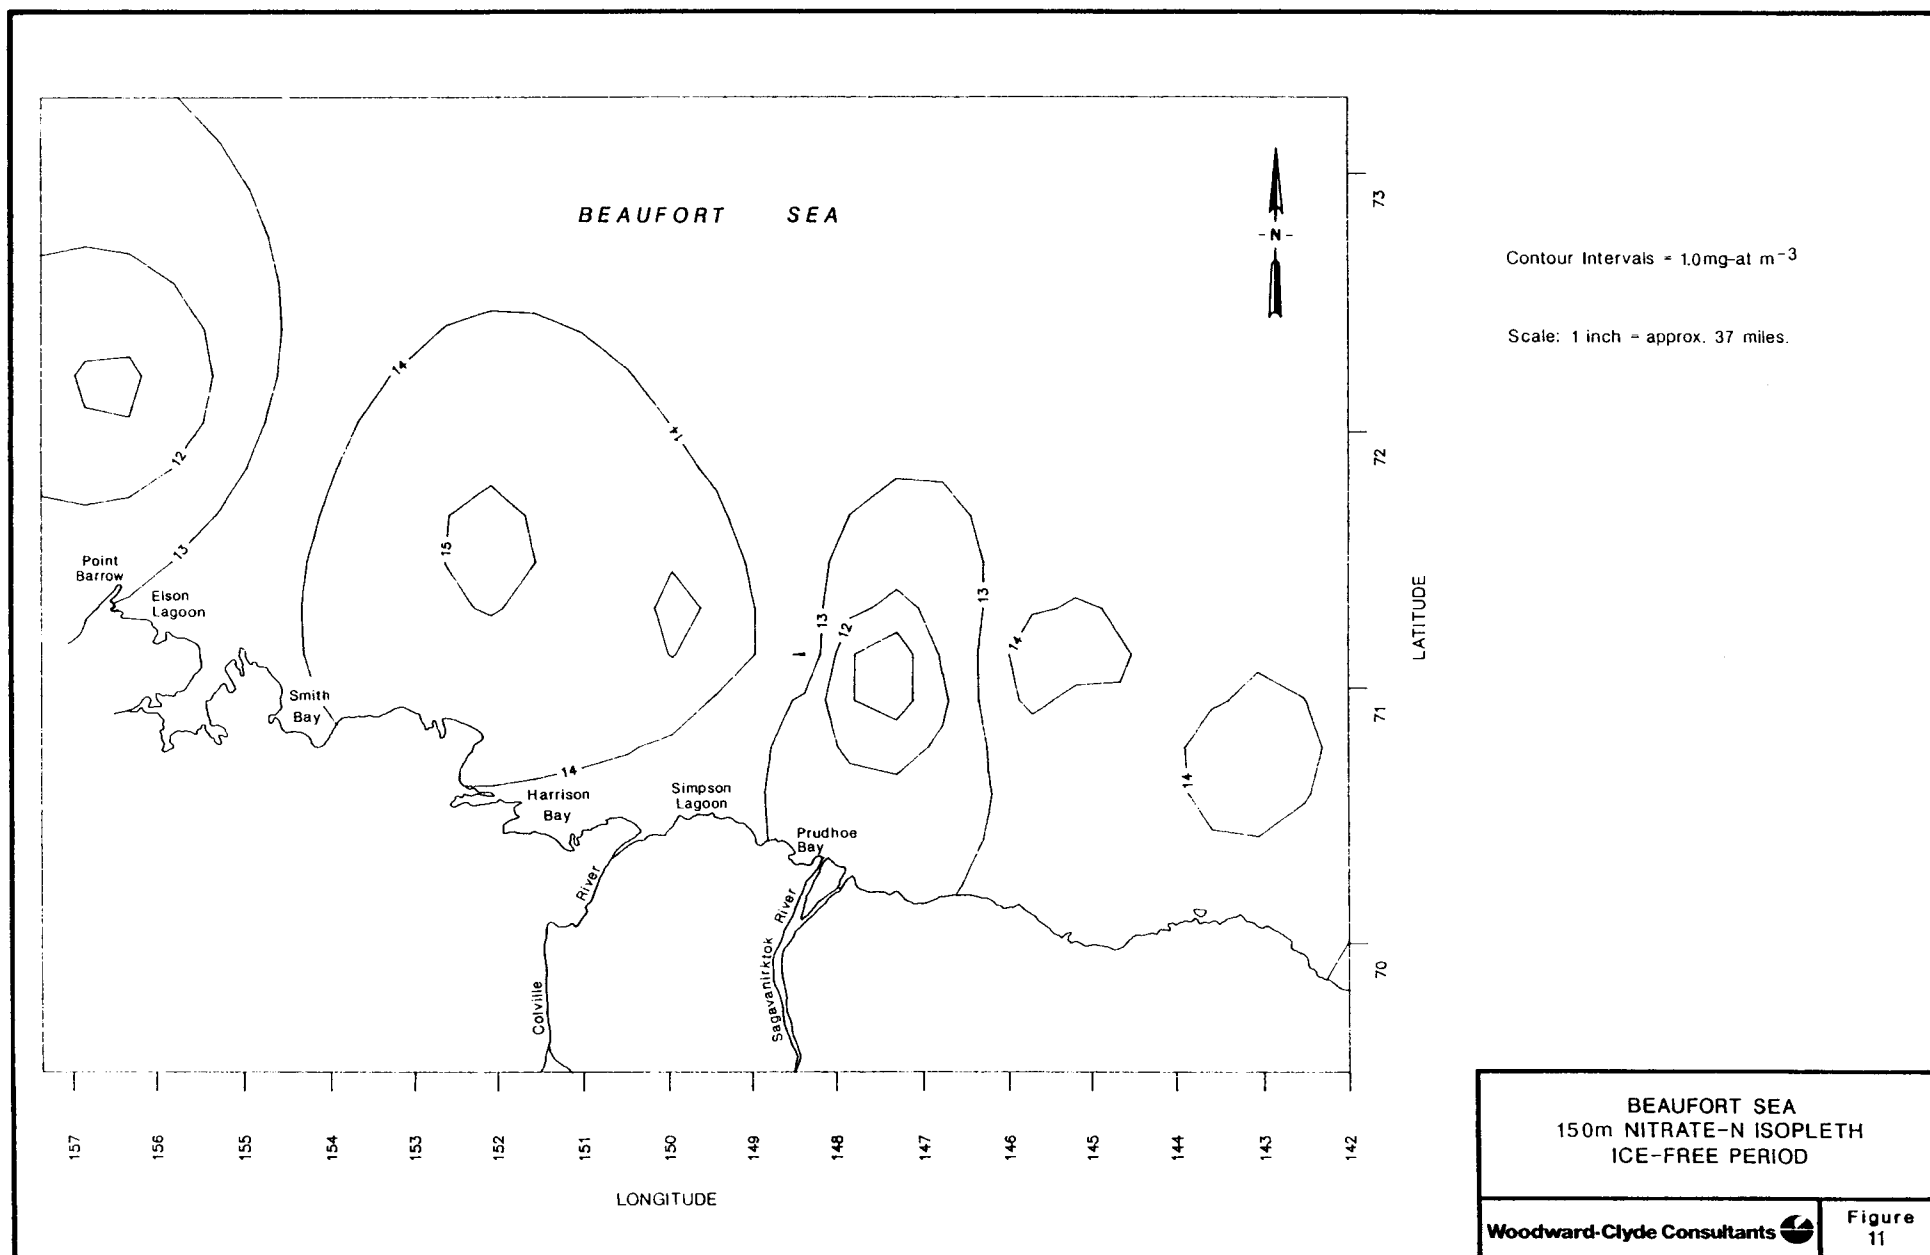 BEAUFORT SEA
- N -
Contour Intervals = 1.0mg-at m⁻³
Scale: 1 inch = approx. 37 miles.
73
72
71
70
LATITUDE
14
14
12
13
15
13
12
13
14
14
14
Point
Barrow
Elson
Lagoon
Smith
Bay
Harrison
Bay
Simpson
Lagoon
Prudhoe
Bay
Colville River
Sagavanirktok River
157
156
155
154
153
152
151
150
149
148
147
146
145
144
143
142
LONGITUDE
BEAUFORT SEA
150m NITRATE-N ISOPLETH
ICE-FREE PERIOD
Woodward-Clyde Consultants
Figure
11